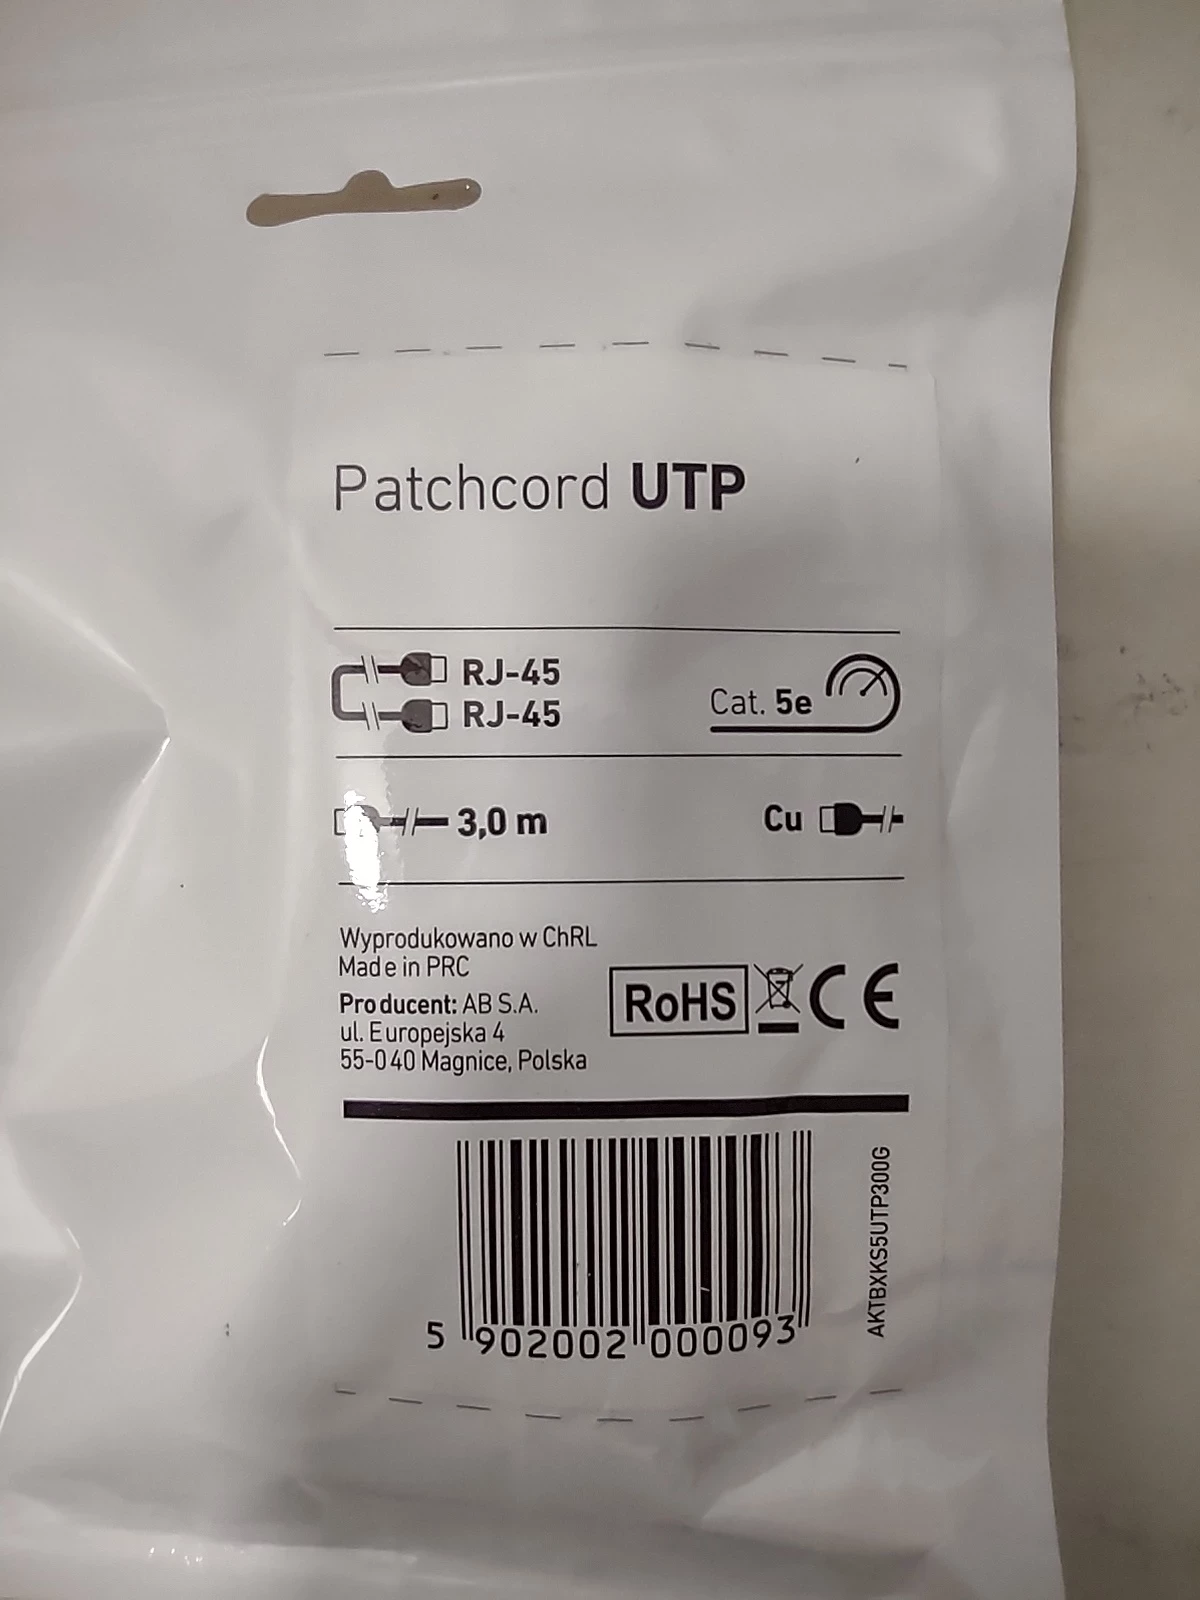 Patchcord UTP
RJ-45
RJ-45
Cat. 5e
3,0 m
Cu
Wyprodukowano w ChRL
Made in PRC
Producent: AB S.A.
ul. Europejska 4
55-040 Magnice, Polska
RoHS
CE
AKTBXKS5UTP300G
5 902002 000093